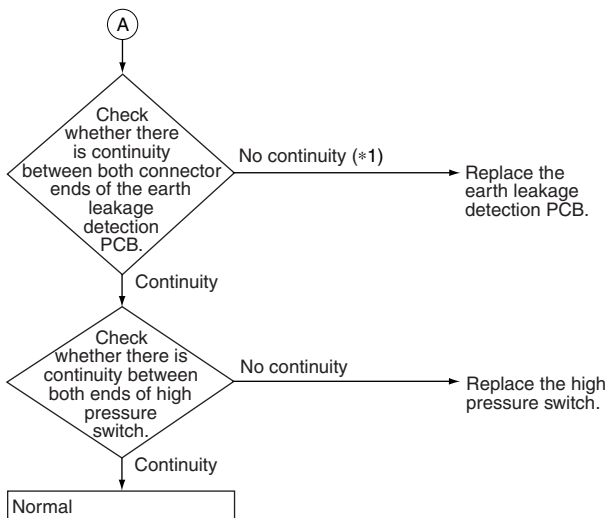 A
Check
whether there
is continuity
between both connector
ends of the earth
leakage
detection
PCB.
No continuity (*1)
Replace the
earth leakage
detection PCB.
Continuity
Check
whether there is
continuity between
both ends of high
pressure
switch.
No continuity
Replace the high
pressure switch.
Continuity
Normal